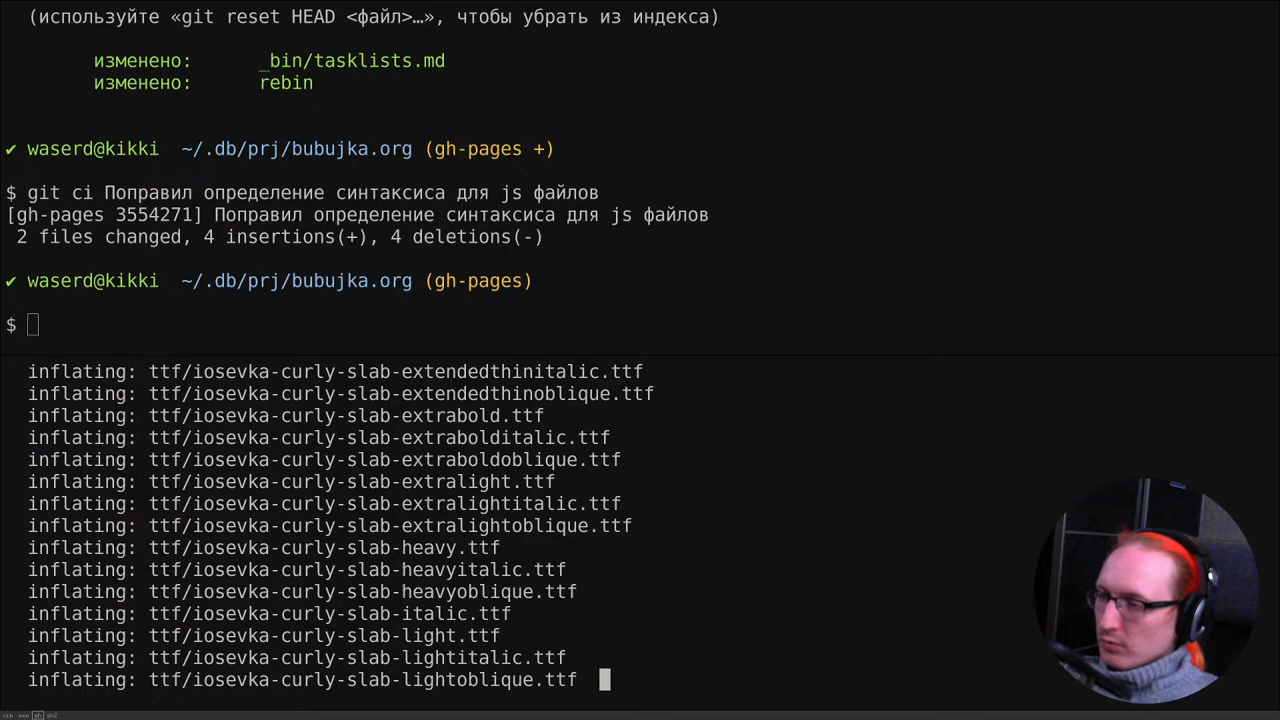 (используйте «git reset HEAD <файл>…», чтобы убрать из индекса)
изменено: _bin/tasklists.md
изменено: rebin
✔ waserd@kikki ~/.db/prj/bubujka.org (gh-pages +)
$ git ci Поправил определение синтаксиса для js файлов
[gh-pages 3554271] Поправил определение синтаксиса для js файлов
2 files changed, 4 insertions(+), 4 deletions(-)
✔ waserd@kikki ~/.db/prj/bubujka.org (gh-pages)
$
inflating: ttf/iosevka-curly-slab-extendedthinitalic.ttf
inflating: ttf/iosevka-curly-slab-extendedthinoblique.ttf
inflating: ttf/iosevka-curly-slab-extrabold.ttf
inflating: ttf/iosevka-curly-slab-extrabolditalic.ttf
inflating: ttf/iosevka-curly-slab-extraboldoblique.ttf
inflating: ttf/iosevka-curly-slab-extralight.ttf
inflating: ttf/iosevka-curly-slab-extralightitalic.ttf
inflating: ttf/iosevka-curly-slab-extralightoblique.ttf
inflating: ttf/iosevka-curly-slab-heavy.ttf
inflating: ttf/iosevka-curly-slab-heavyitalic.ttf
inflating: ttf/iosevka-curly-slab-heavyoblique.ttf
inflating: ttf/iosevka-curly-slab-italic.ttf
inflating: ttf/iosevka-curly-slab-light.ttf
inflating: ttf/iosevka-curly-slab-lightitalic.ttf
inflating: ttf/iosevka-curly-slab-lightoblique.ttf